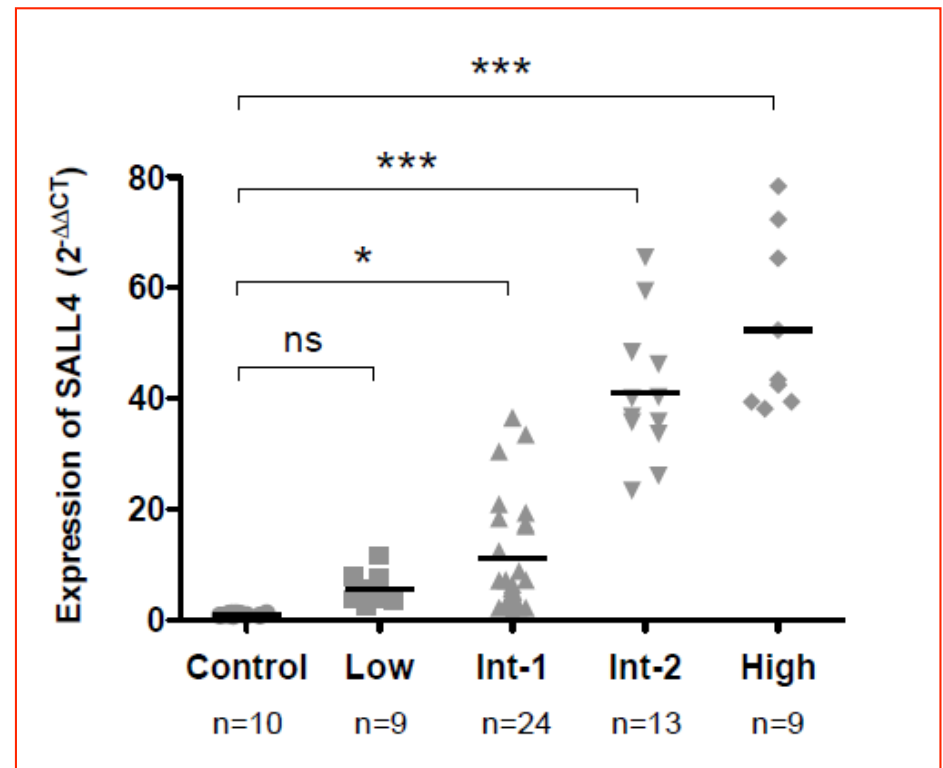 ***
***
*
ns
Expression of SALL4 (2-ΔΔCT)
80
60
40
20
0
Control Low Int-1 Int-2 High
n=10 n=9 n=24 n=13 n=9